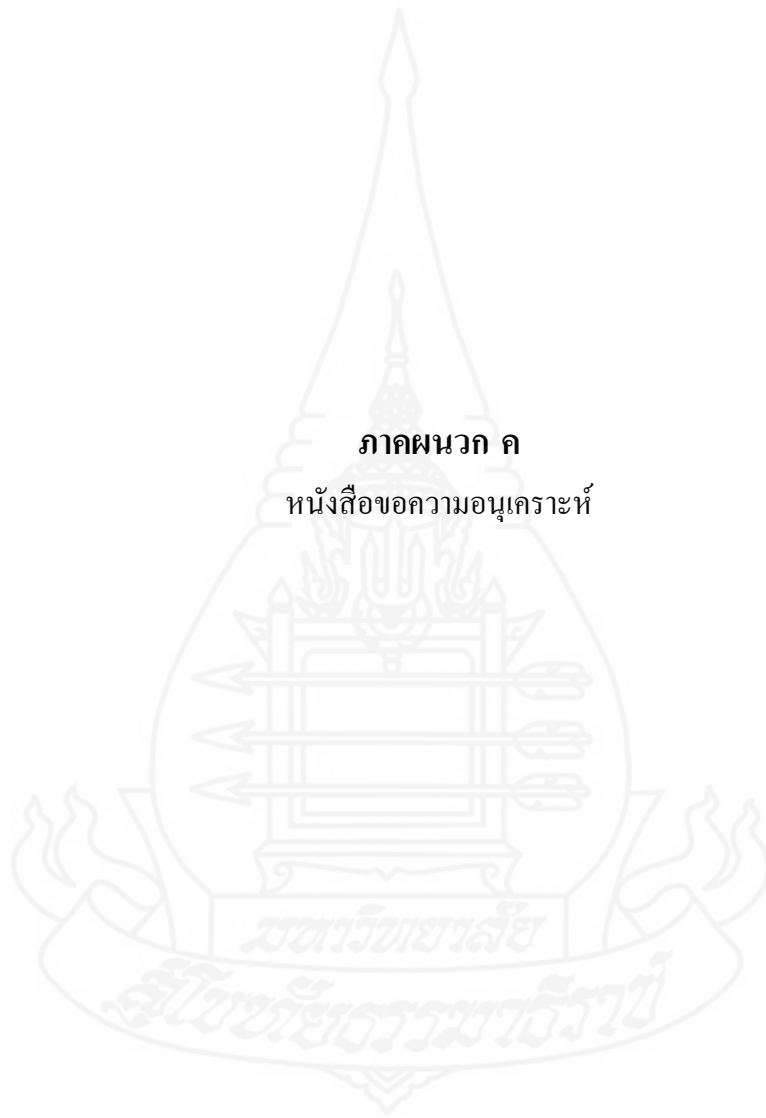 ภาคผนวก ค
หนังสือขอความอนุเคราะห์
มหาวิทยาลัย
สุโขทัยธรรมาธิราช